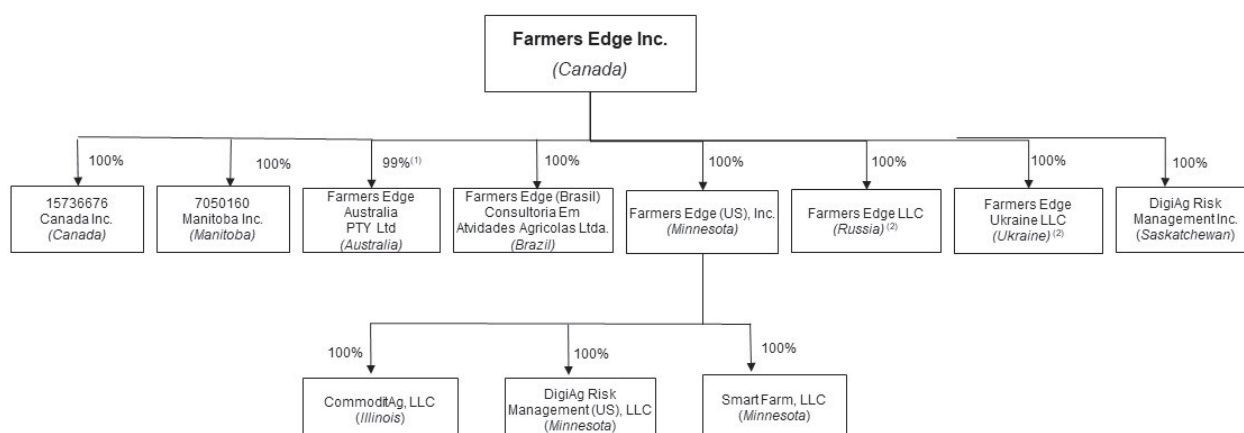 Farmers Edge Inc.
(Canada)
100%
100%
99%(1)
100%
100%
100%
100%
100%
15736676
Canada Inc.
(Canada)
7050160
Manitoba Inc.
(Manitoba)
Farmers Edge
Australia
PTY Ltd
(Australia)
Farmers Edge (Brasil)
Consultoria Em
Atvidades Agricolas Ltda.
(Brazil)
Farmers Edge (US), Inc.
(Minnesota)
Farmers Edge LLC
(Russia) (2)
Farmers Edge
Ukraine LLC
(Ukraine) (2)
DigiAg Risk
Management Inc.
(Saskatchewan)
100%
100%
100%
CommoditAg, LLC
(Illinois)
DigiAg Risk
Management (US), LLC
(Minnesota)
Smart Farm, LLC
(Minnesota)